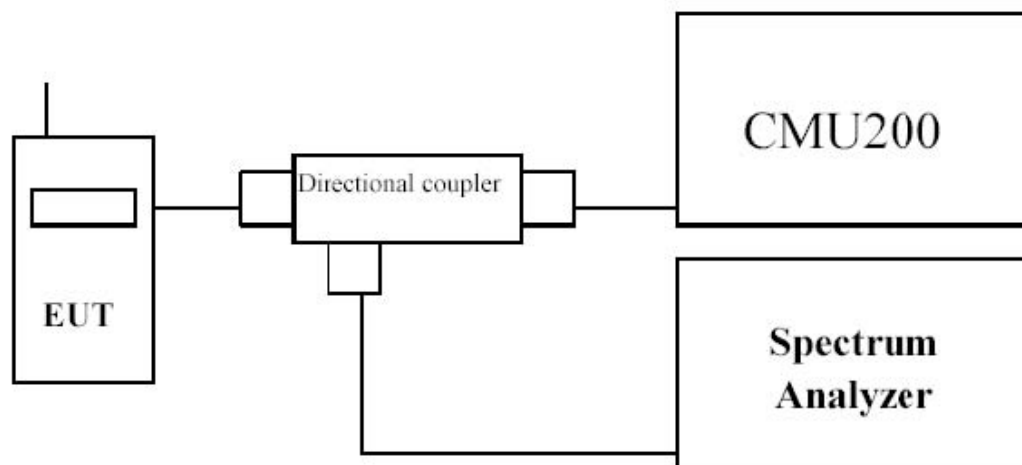 CMU200
Directional coupler
EUT
Spectrum
Analyzer